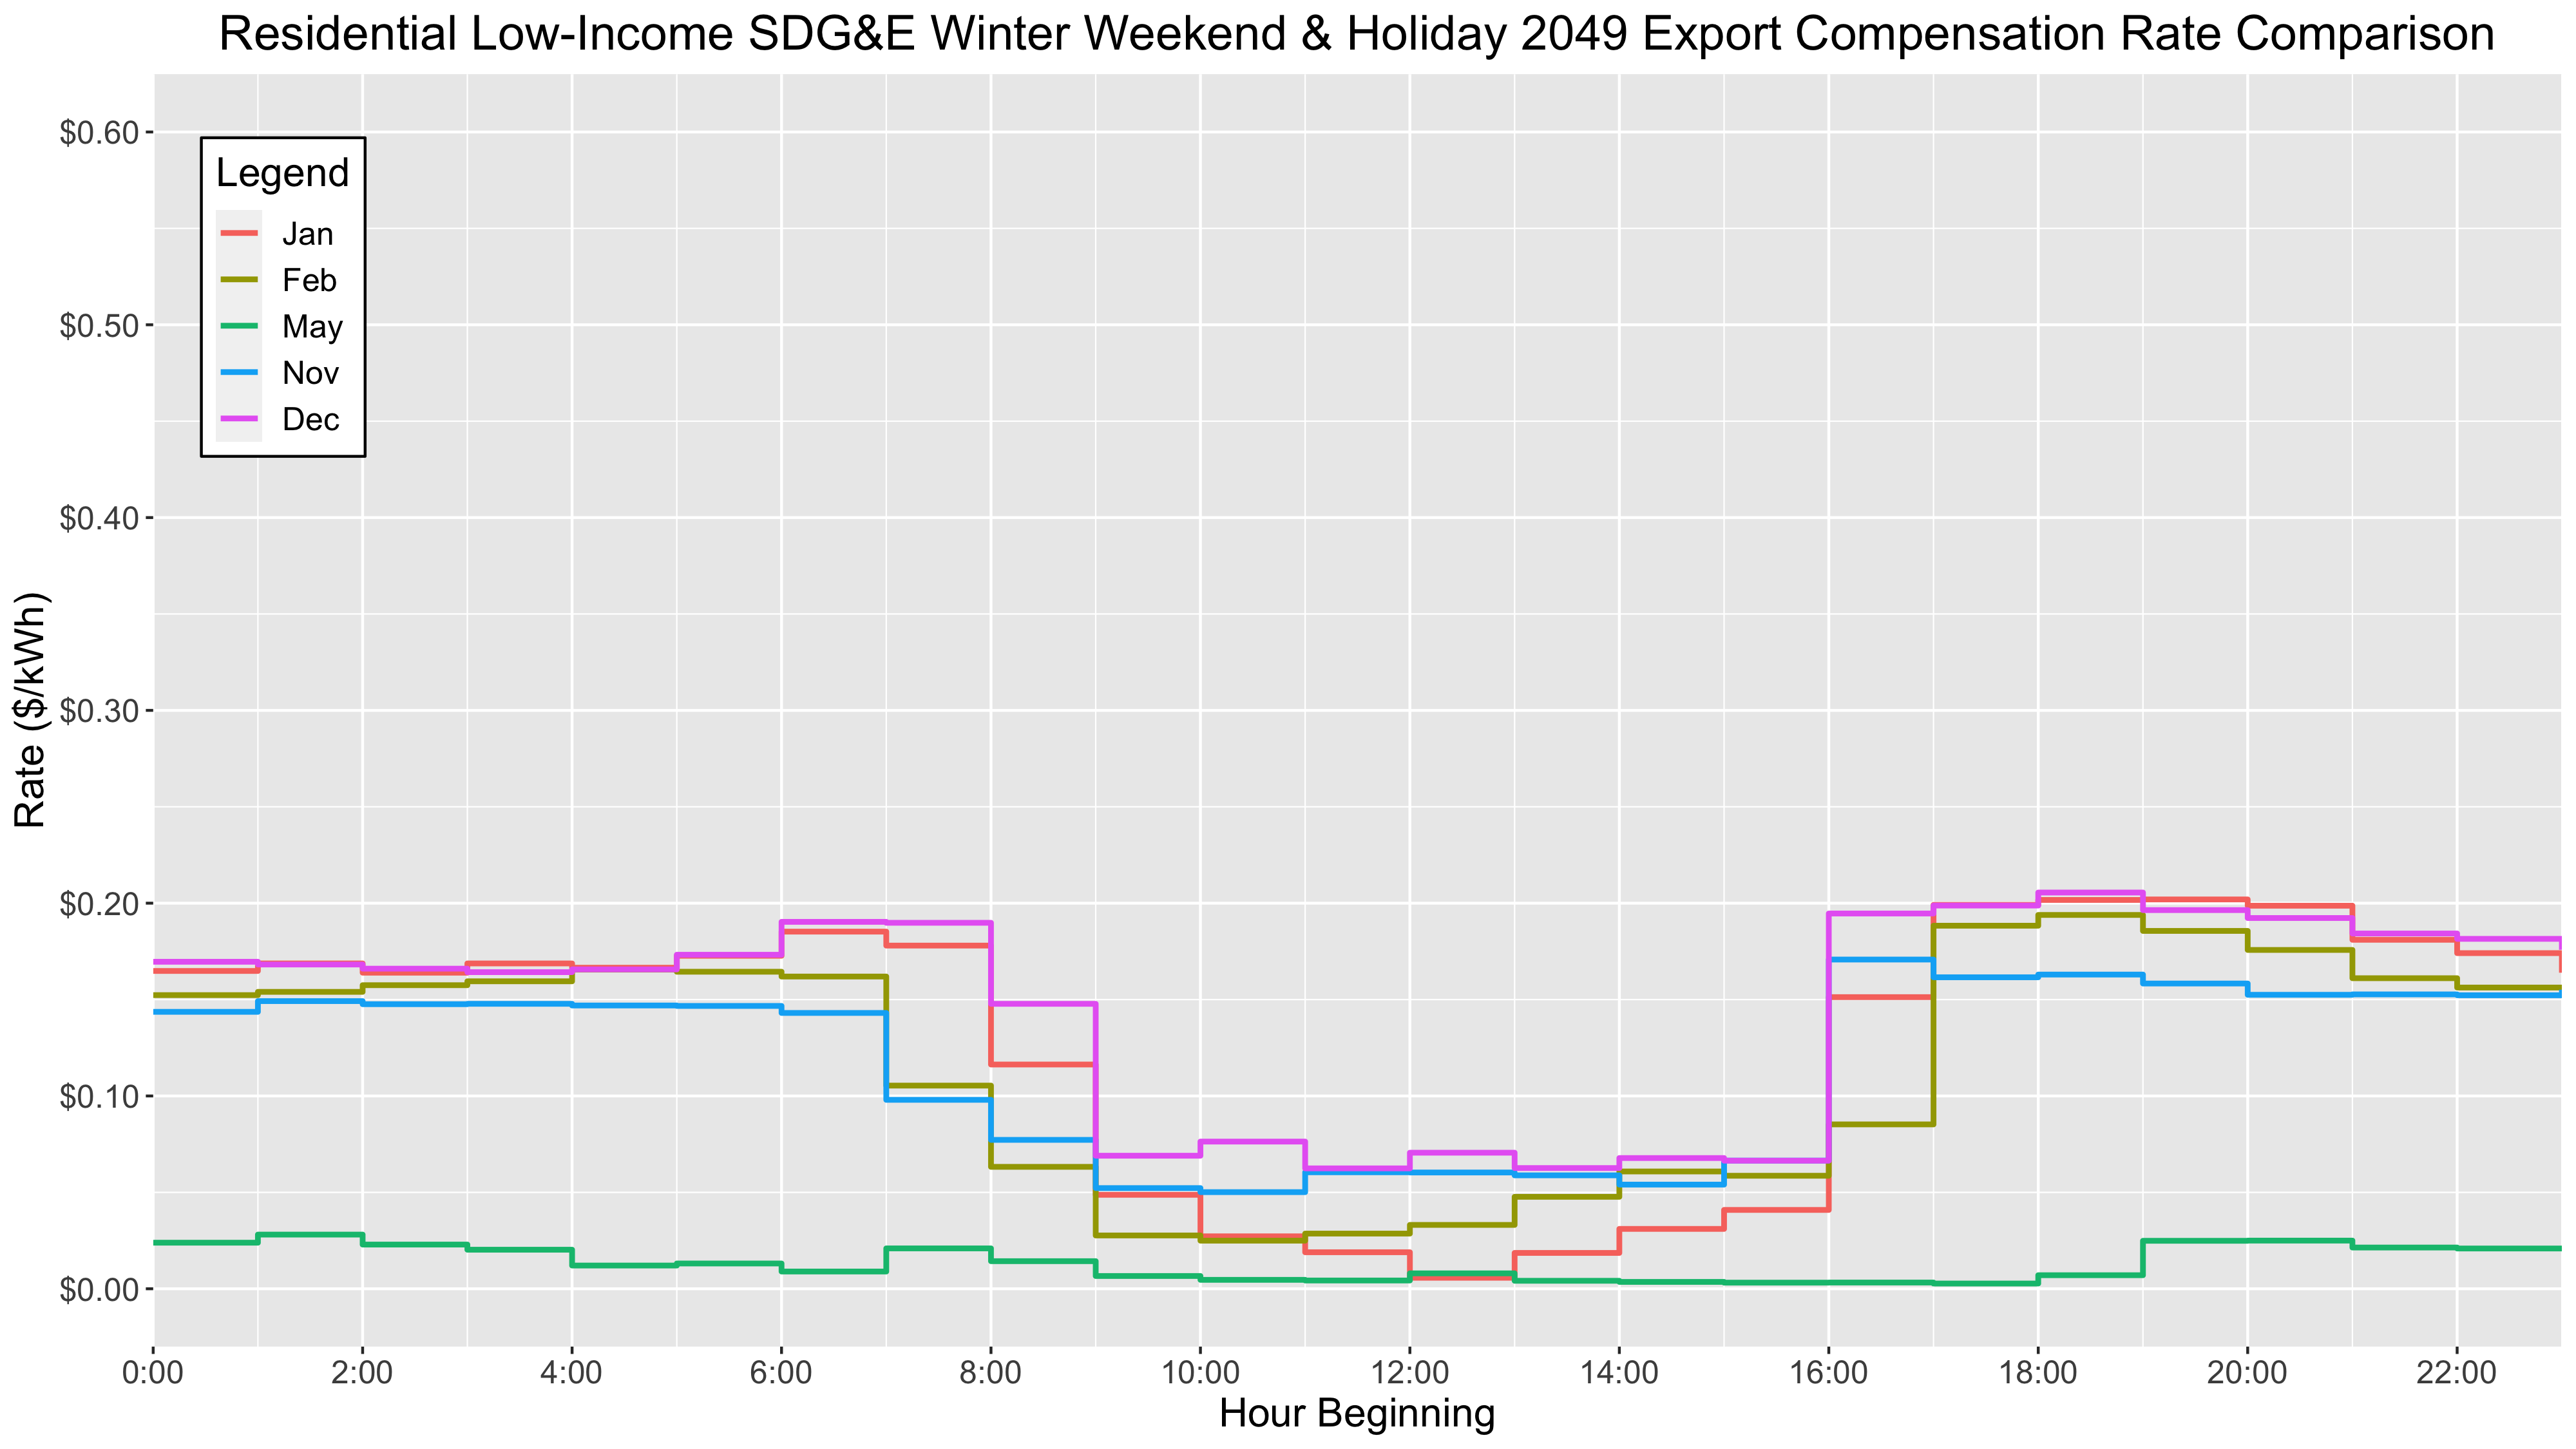 Residential Low-Income SDG&E Winter Weekend & Holiday 2049 Export Compensation Rate Comparison
$0.60
$0.50
$0.40
$0.30
$0.20
$0.10
$0.00
Rate ($/kWh)
Legend
Jan
Feb
May
Nov
Dec
0:00 2:00 4:00 6:00 8:00 10:00 12:00 14:00 16:00 18:00 20:00 22:00
Hour Beginning